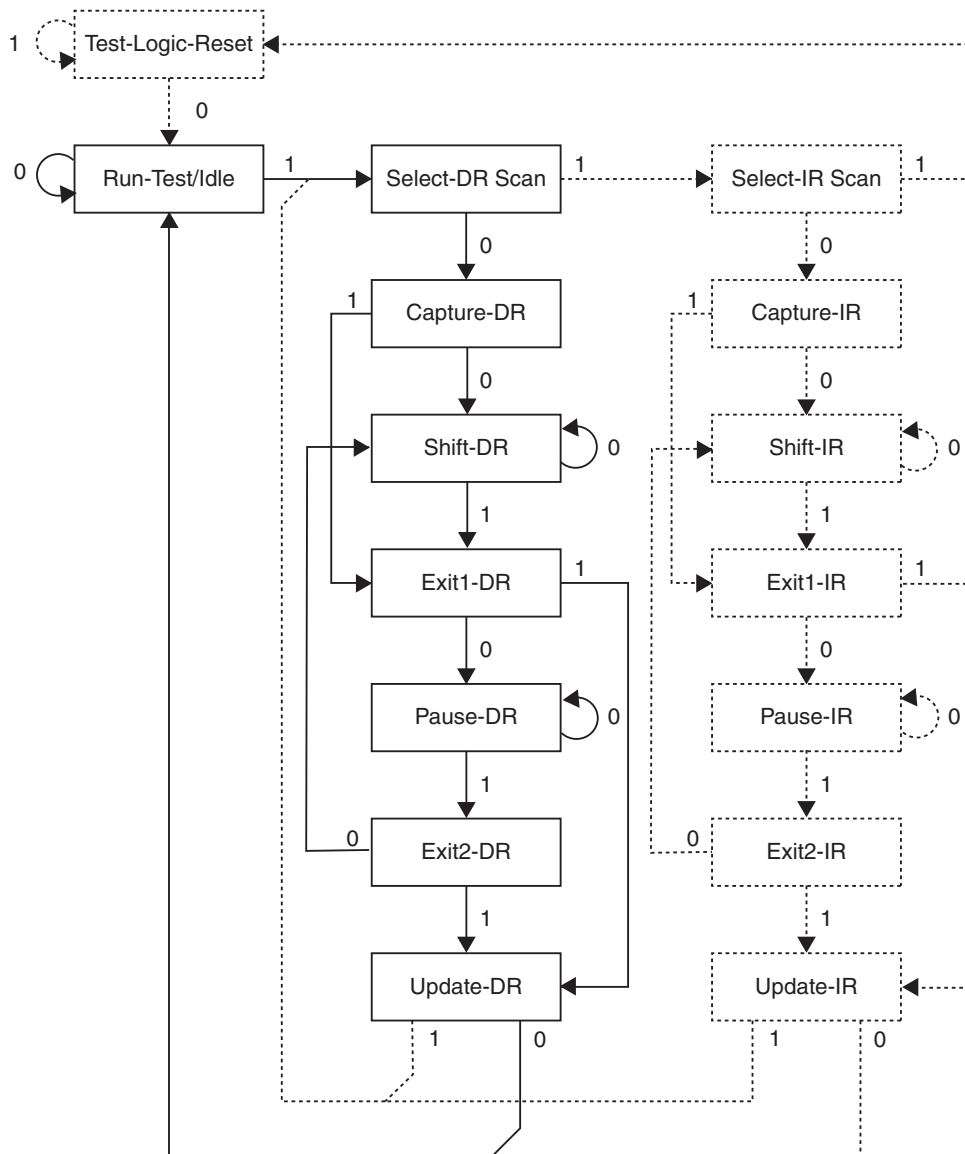 1 Test-Logic-Reset
0
0 Run-Test/Idle 1 Select-DR Scan 1 Select-IR Scan 1
0 0
1 Capture-DR 1 Capture-IR
0 0
Shift-DR 0 Shift-IR 0
1 1
Exit1-DR 1 Exit1-IR 1
0 0
Pause-DR 0 Pause-IR 0
1 1
0 Exit2-DR 0 Exit2-IR
1 1
Update-DR Update-IR
1 0 1 0